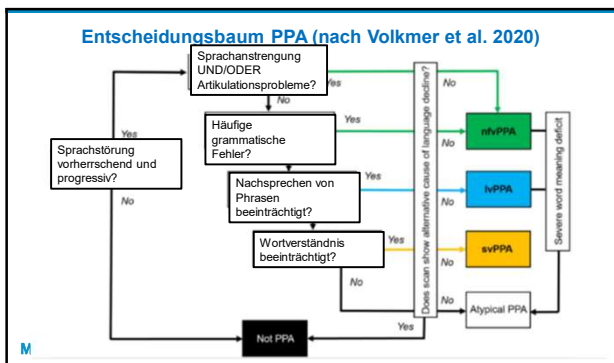 Entscheidungsbaum PPA (nach Volkmer et al. 2020)
Sprachanstrengung
UND/ODER
Artikulationsprobleme?
Yes
No
No
Häufige
grammatische
Fehler?
Yes
No
nfvPPA
Yes
Sprachstörung
vorherrschend und
progressiv?
No
Nachsprechen von
Phrasen
beeinträchtigt?
Yes
No
lvPPA
Wortverständnis
beeinträchtigt?
Yes
No
svPPA
No
No
Atypical PPA
Yes
Not PPA
Does scan show alternative cause of language decline?
Severe word meaning deficit
M